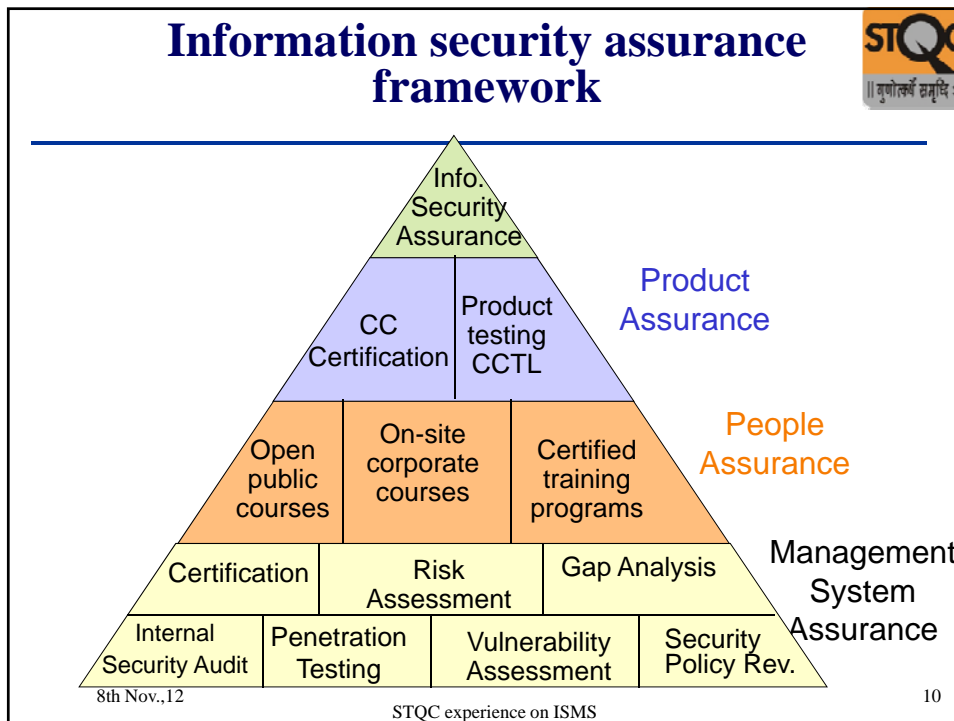 Information security assurance
framework
STQC
|| गुणोत्कर्षे समृध्दि :
Info.
Security
Assurance
CC
Certification
Product
testing
CCTL
Product
Assurance
Open
public
courses
On-site
corporate
courses
Certified
training
programs
People
Assurance
Certification
Risk
Assessment
Gap Analysis
Management
System
Assurance
Internal
Security Audit
Penetration
Testing
Vulnerability
Assessment
Security
Policy Rev.
8th Nov.,12
STQC experience on ISMS
10